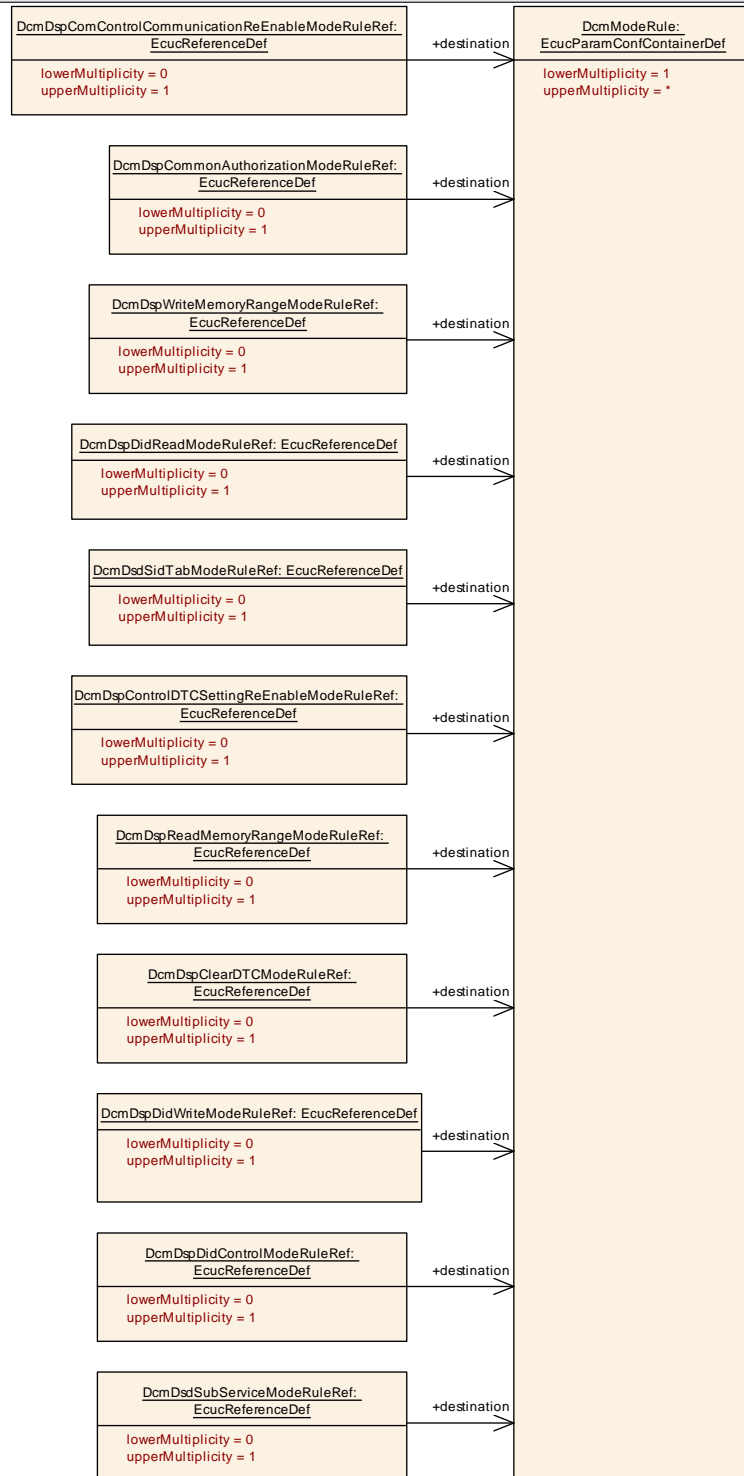 DcmDspComControlCommunicationReEnableModeRuleRef:
EcucReferenceDef
lowerMultiplicity = 0
upperMultiplicity = 1
+destination
DcmModeRule:
EcucParamConfContainerDef
lowerMultiplicity = 1
upperMultiplicity = *
DcmDspCommonAuthorizationModeRuleRef:
EcucReferenceDef
lowerMultiplicity = 0
upperMultiplicity = 1
+destination
DcmDspWriteMemoryRangeModeRuleRef:
EcucReferenceDef
lowerMultiplicity = 0
upperMultiplicity = 1
+destination
DcmDspDidReadModeRuleRef: EcucReferenceDef
lowerMultiplicity = 0
upperMultiplicity = 1
+destination
DcmDsdSidTabModeRuleRef: EcucReferenceDef
lowerMultiplicity = 0
upperMultiplicity = 1
+destination
DcmDspControlDTCSettingReEnableModeRuleRef:
EcucReferenceDef
lowerMultiplicity = 0
upperMultiplicity = 1
+destination
DcmDspReadMemoryRangeModeRuleRef:
EcucReferenceDef
lowerMultiplicity = 0
upperMultiplicity = 1
+destination
DcmDspClearDTCModeRuleRef:
EcucReferenceDef
lowerMultiplicity = 0
upperMultiplicity = 1
+destination
DcmDspDidWriteModeRuleRef: EcucReferenceDef
lowerMultiplicity = 0
upperMultiplicity = 1
+destination
DcmDspDidControlModeRuleRef:
EcucReferenceDef
lowerMultiplicity = 0
upperMultiplicity = 1
+destination
DcmDsdSubServiceModeRuleRef:
EcucReferenceDef
lowerMultiplicity = 0
upperMultiplicity = 1
+destination